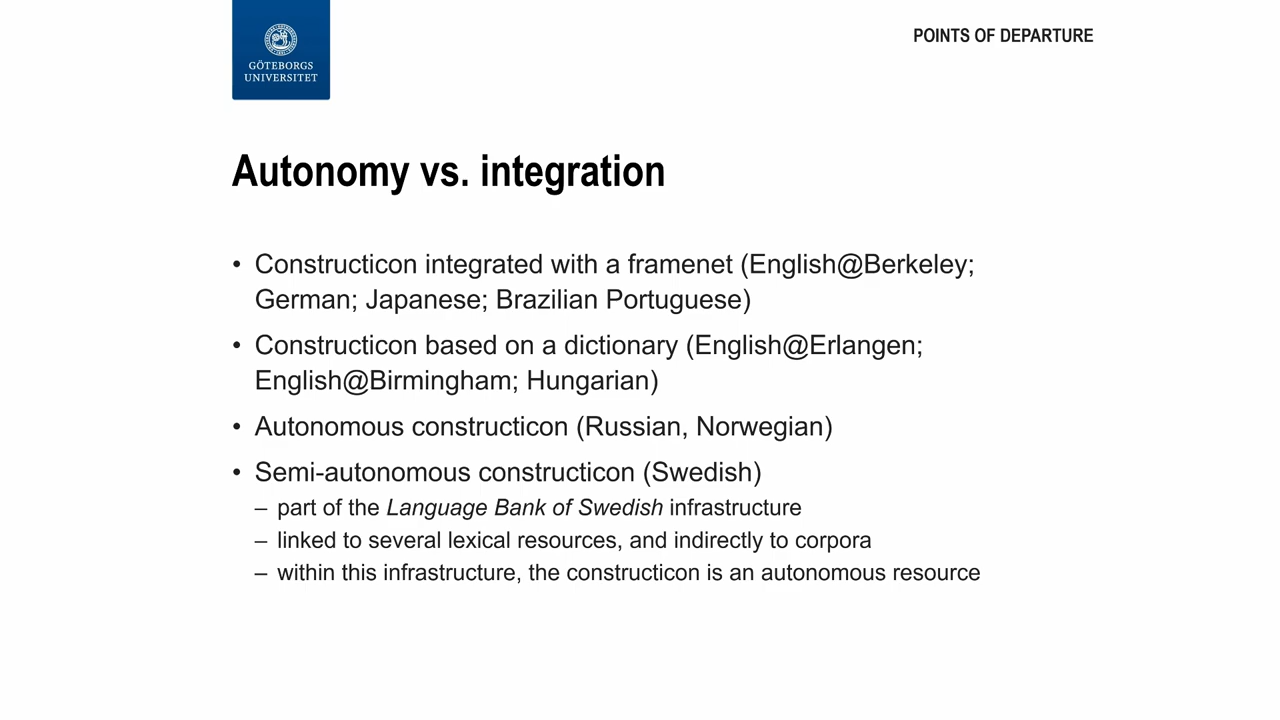 GÖTEBORGS
UNIVERSITET
POINTS OF DEPARTURE
Autonomy vs. integration
• Constructicon integrated with a framenet (English@Berkeley;
German; Japanese; Brazilian Portuguese)
• Constructicon based on a dictionary (English@Erlangen;
English@Birmingham; Hungarian)
• Autonomous constructicon (Russian, Norwegian)
• Semi-autonomous constructicon (Swedish)
– part of the Language Bank of Swedish infrastructure
– linked to several lexical resources, and indirectly to corpora
– within this infrastructure, the constructicon is an autonomous resource